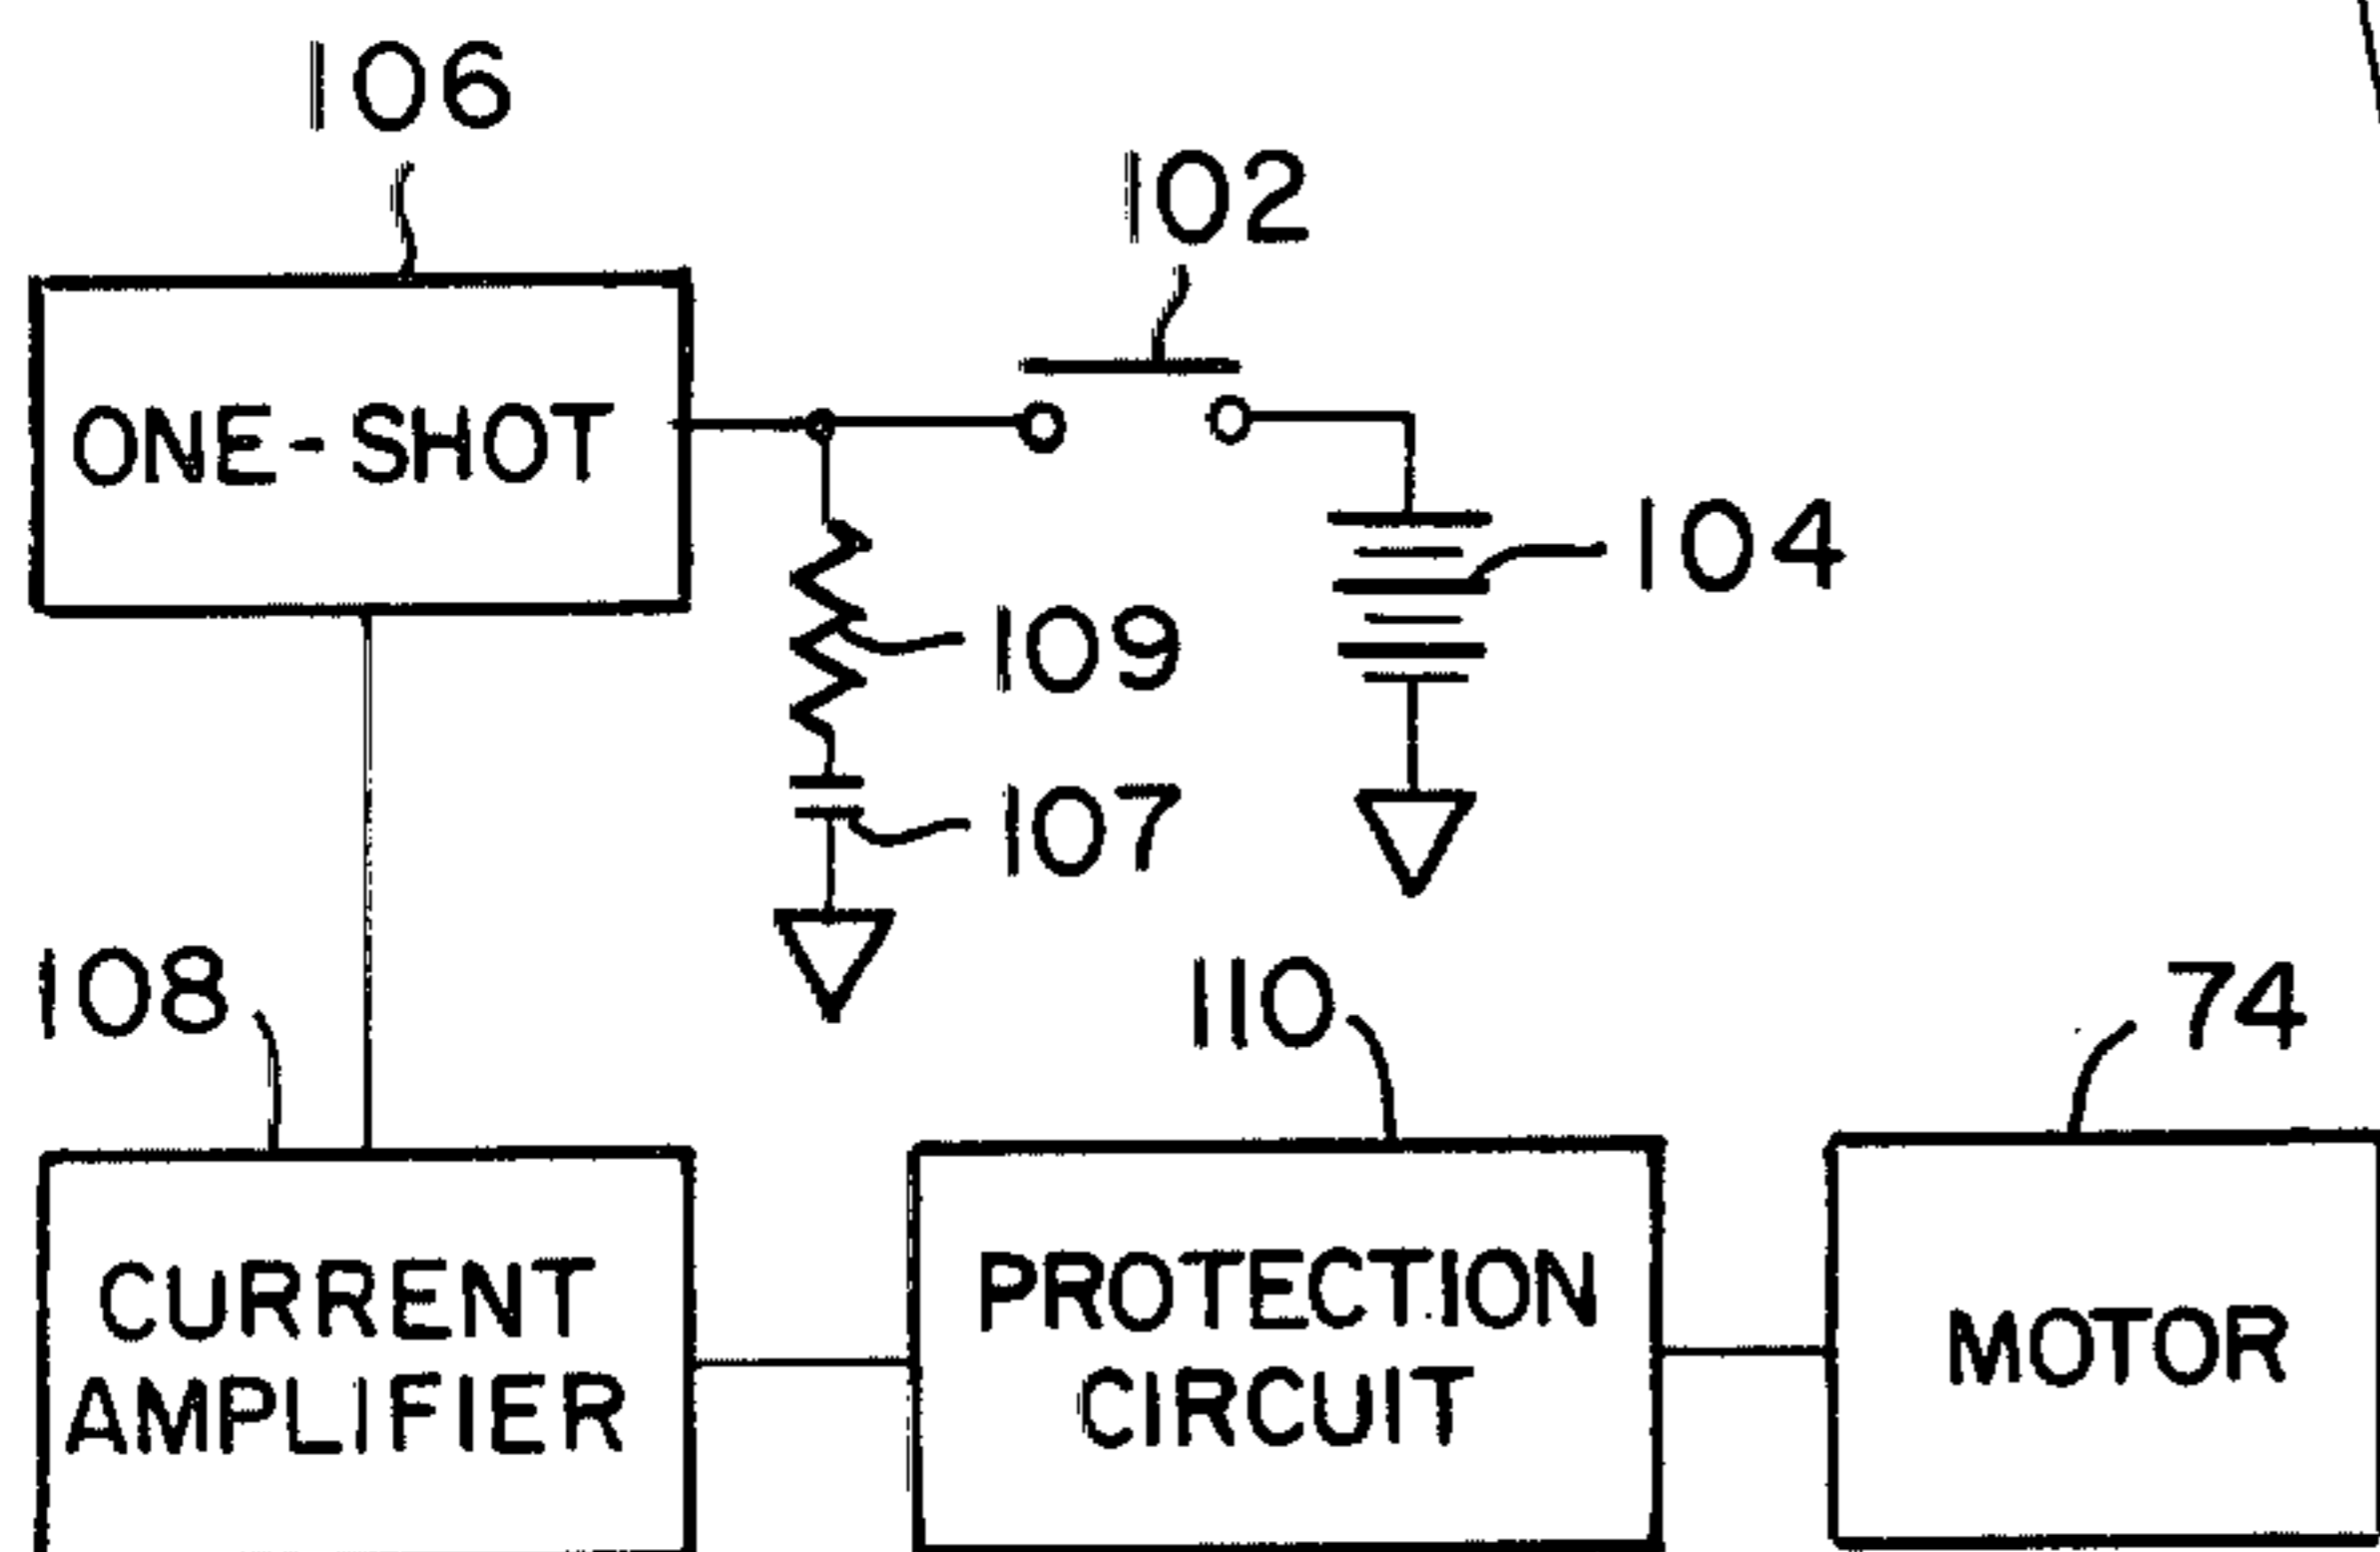 106
102
ONE-SHOT
104
109
107
108
110
74
CURRENT
AMPLIFIER
PROTECTION
CIRCUIT
MOTOR